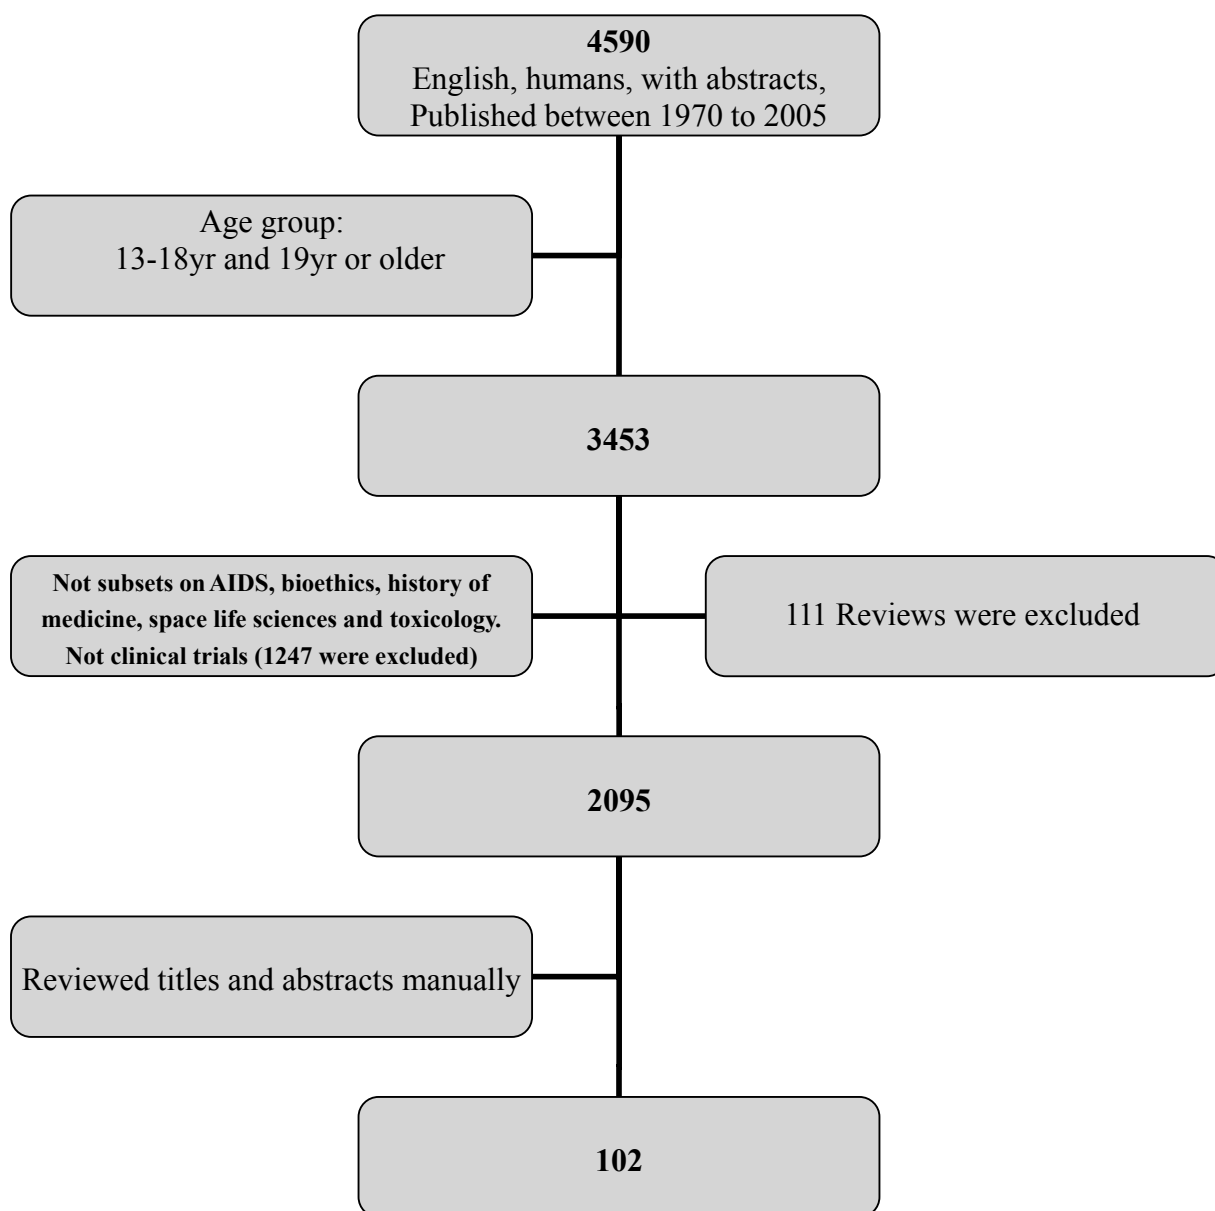 4590
English, humans, with abstracts,
Published between 1970 to 2005
Age group:
13-18yr and 19yr or older
3453
Not subsets on AIDS, bioethics, history of
medicine, space life sciences and toxicology.
Not clinical trials (1247 were excluded)
111 Reviews were excluded
2095
Reviewed titles and abstracts manually
102